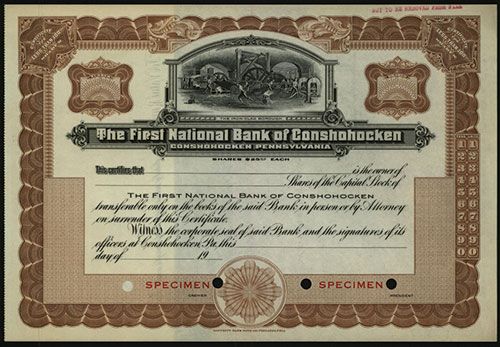 NOT TO BE REMOVED FROM FILE
The First National Bank of Conshohocken
CONSHOHOCKEN PENNSYLVANIA
SHARES $25.00 EACH
This certifies that
is the owner of
Shares of the Capital Stock of
THE FIRST NATIONAL BANK OF CONSHOHOCKEN
transferable only on the books of the said Bank in person or by Attorney
on surrender of this Certificate.
Witness, the corporate seal of said Bank and the signatures of its
officers, at Conshohocken Pa. this
day of 19
SPECIMEN SPECIMEN
CASHIER PRESIDENT